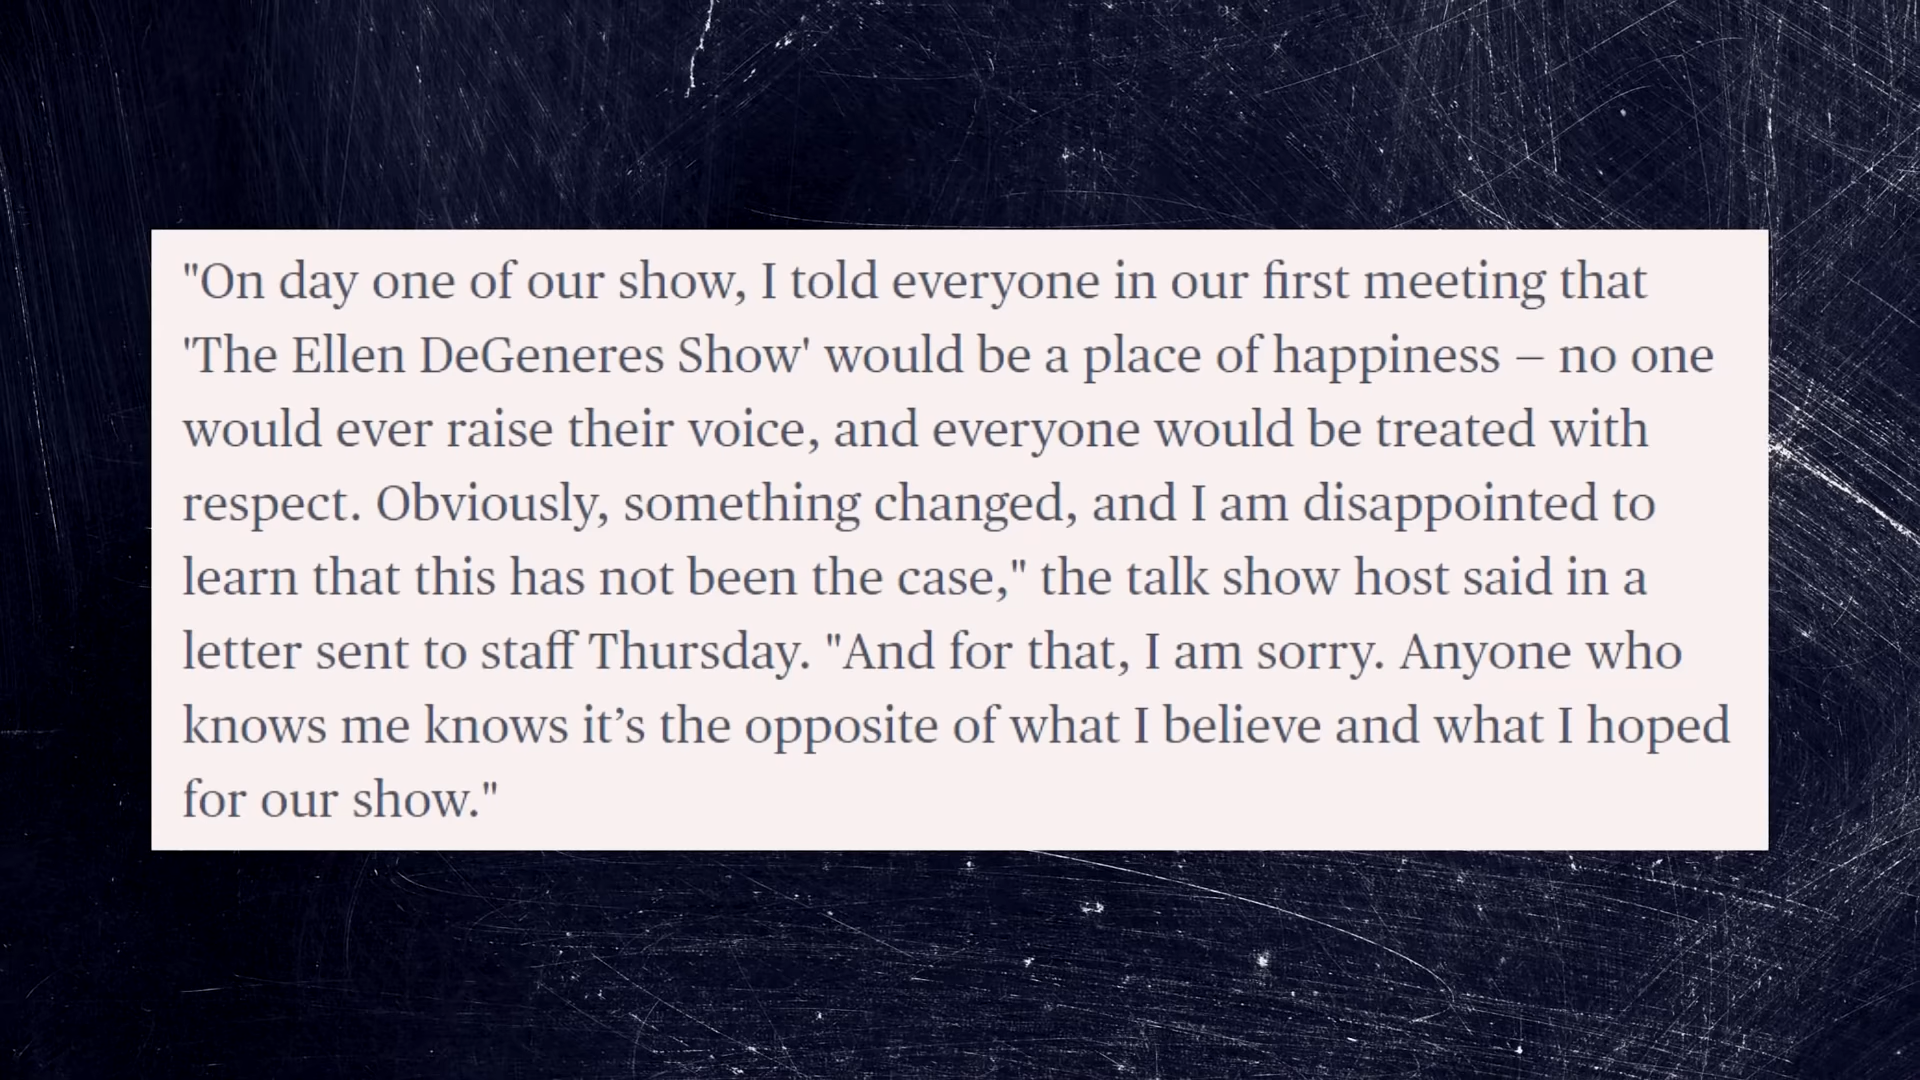 "On day one of our show, I told everyone in our first meeting that
'The Ellen DeGeneres Show' would be a place of happiness – no one
would ever raise their voice, and everyone would be treated with
respect. Obviously, something changed, and I am disappointed to
learn that this has not been the case," the talk show host said in a
letter sent to staff Thursday. "And for that, I am sorry. Anyone who
knows me knows it’s the opposite of what I believe and what I hoped
for our show."